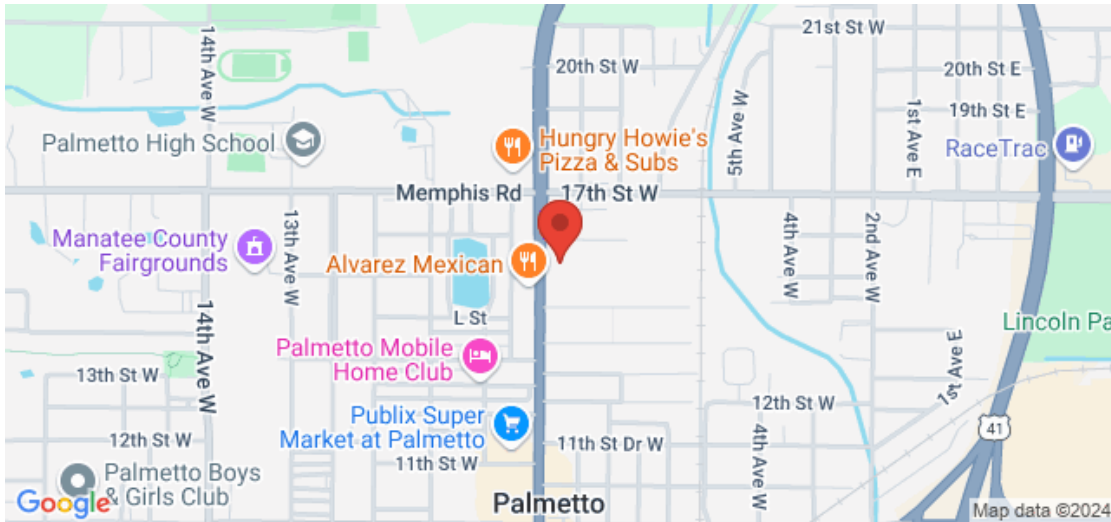 21st St W
14th Ave W
20th St W
20th St E
19th St E
1st Ave E
5th Ave W
Palmetto High School
Hungry Howie's
Pizza & Subs
RaceTrac
Memphis Rd
17th St W
Manatee County
Fairgrounds
13th Ave W
Alvarez Mexican
4th Ave W
2nd Ave W
14th Ave W
L St
Lincoln Pa
Palmetto Mobile
Home Club
1st Ave E
13th St W
12th St W
Publix Super
Market at Palmetto
41
12th St W
11th St Dr W
4th Ave W
11th St W
Palmetto Boys
& Girls Club
Google
Palmetto
Map data ©2024